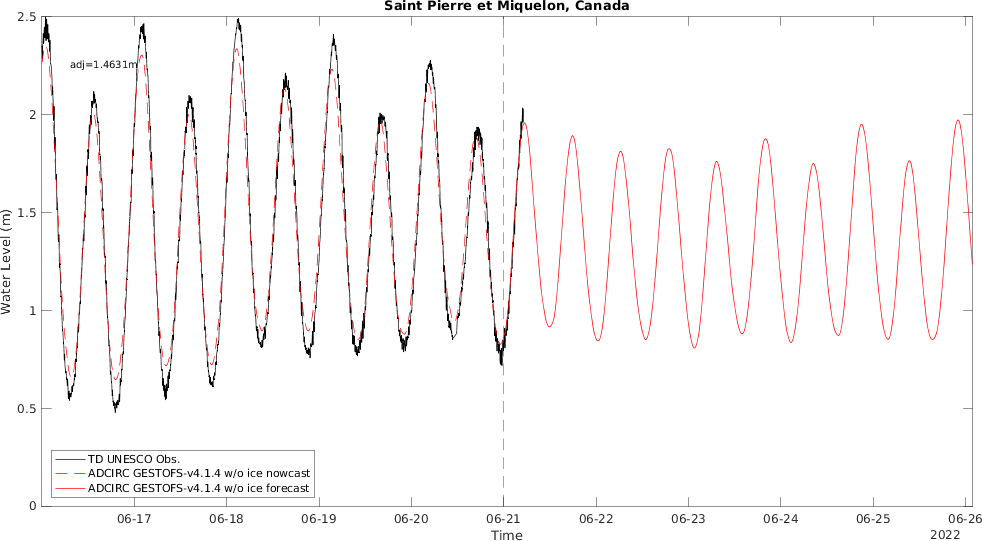 Saint Pierre et Miquelon, Canada
2.5
adj=1.4631m
2
1.5
Water Level (m)
1
0.5
TD UNESCO Obs.
ADCIRC GESTOFS-v4.1.4 w/o ice nowcast
ADCIRC GESTOFS-v4.1.4 w/o ice forecast
0
06-17 06-18 06-19 06-20 06-21 06-22 06-23 06-24 06-25 06-26
Time
2022